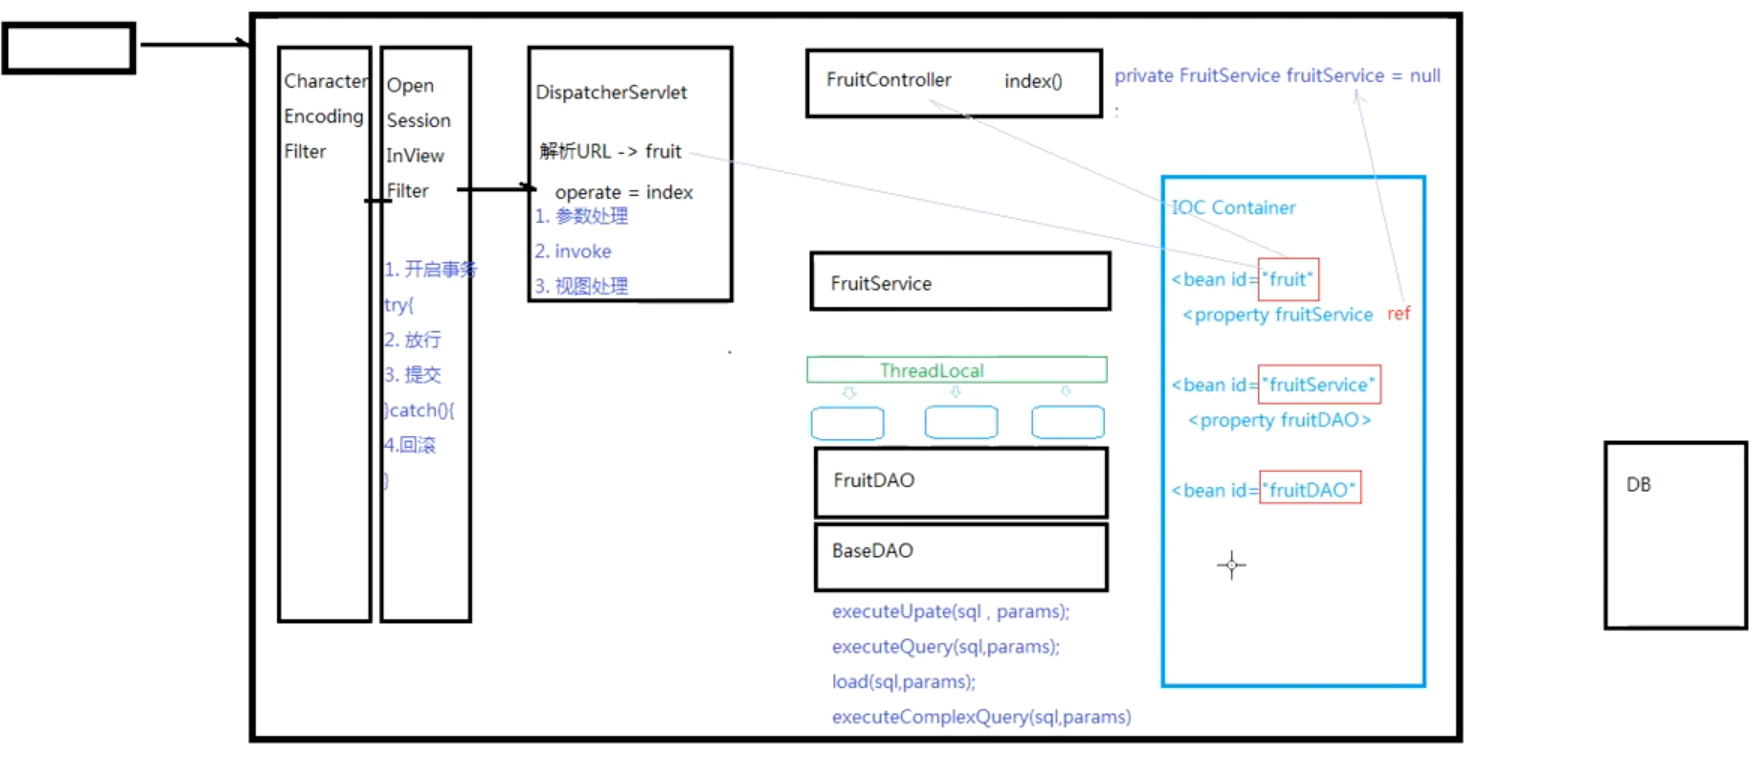 Character
Encoding
Filter
Open
Session
InView
Filter
1. 开启事务
try{
2. 放行
3. 提交
}catch(){
4.回滚
}
DispatcherServlet
解析URL -> fruit
operate = index
1. 参数处理
2. invoke
3. 视图处理
FruitController index()
private FruitService fruitService = null
;
FruitService
ThreadLocal
FruitDAO
BaseDAO
executeUpate(sql , params);
executeQuery(sql,params);
load(sql,params);
executeComplexQuery(sql,params)
IOC Container
<bean id="fruit"
<property fruitService ref
<bean id="fruitService"
<property fruitDAO>
<bean id="fruitDAO"
DB